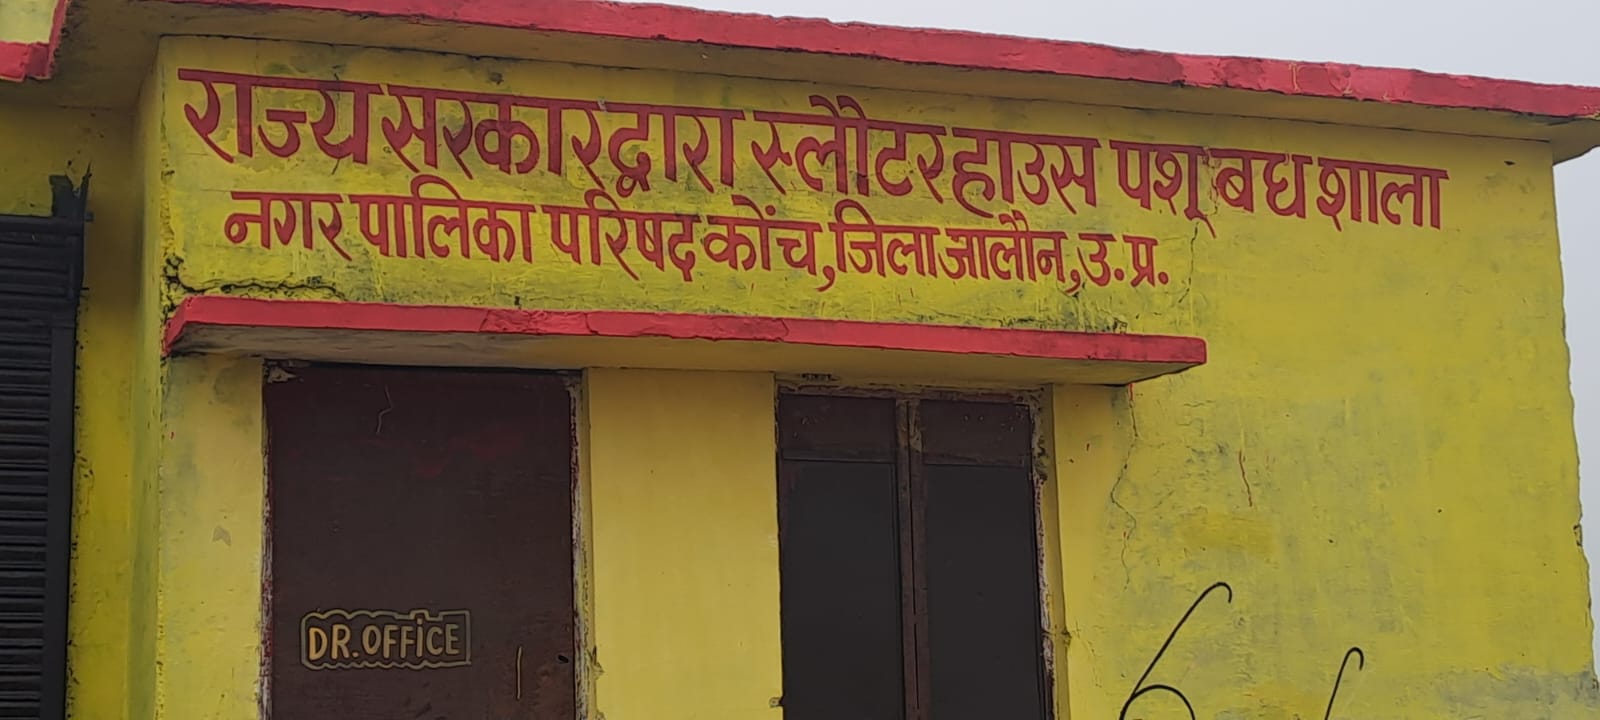 राज्य सरकार द्वारा स्लौटर हाउस पशु बध शाला
नगर पालिका परिषद कोंच, जिला जालौन, उ. प्र.
DR. OFFICE